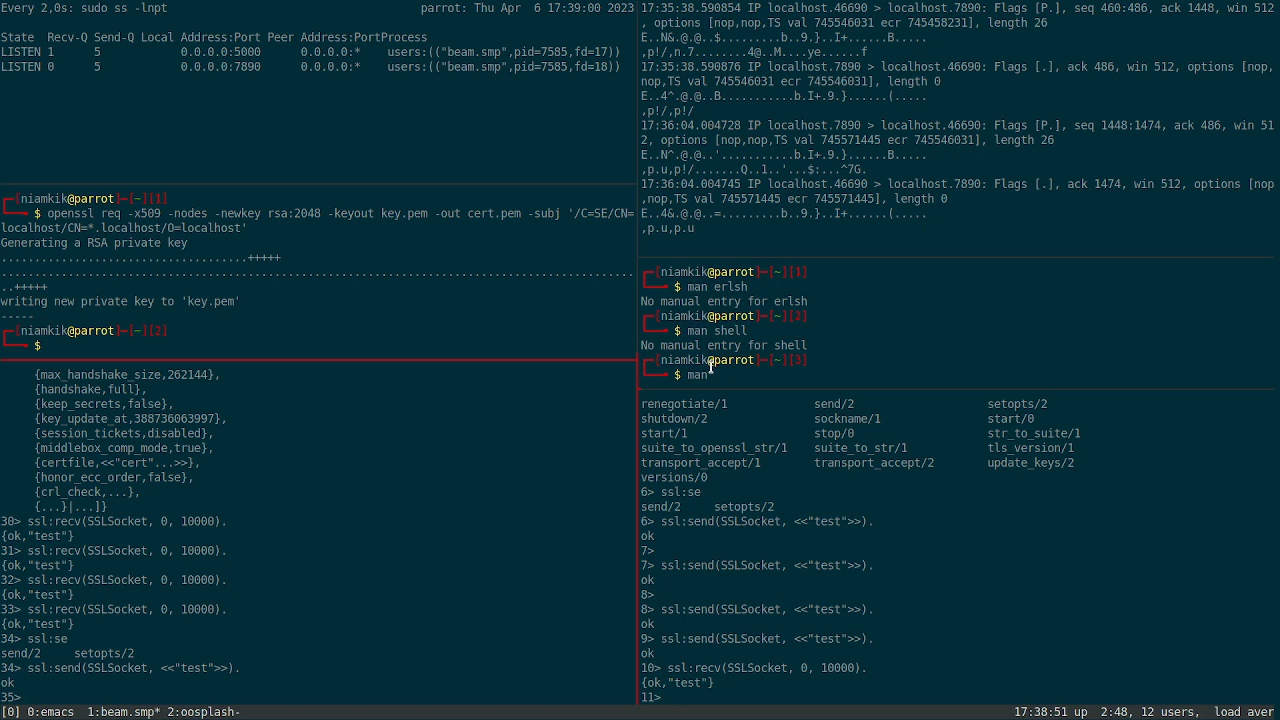 Every 2,0s: sudo ss -lnpt parrot: Thu Apr  6 17:39:00 2023
State  Recv-Q Send-Q Local Address:Port Peer Address:PortProcess
LISTEN 1      5            0.0.0.0:5000      0.0.0.0:*    users:(("beam.smp",pid=7585,fd=17))
LISTEN 0      5            0.0.0.0:7890      0.0.0.0:*    users:(("beam.smp",pid=7585,fd=18))
[niamkik@parrot]-[~][1]
$ openssl req -x509 -nodes -newkey rsa:2048 -keyout key.pem -out cert.pem -subj '/C=SE/CN=
localhost/CN=*.localhost/O=localhost'
Generating a RSA private key
.....................................+++++
..............................................................................................
..+++++
writing new private key to 'key.pem'
-----
[niamkik@parrot]-[~][2]
$
{max_handshake_size,262144},
{handshake,full},
{keep_secrets,false},
{key_update_at,388736063997},
{session_tickets,disabled},
{middlebox_comp_mode,true},
{certfile,<<"cert"...>>},
{honor_ecc_order,false},
{crl_check,...},
{...}|...]}
30> ssl:recv(SSLSocket, 0, 10000).
{ok,"test"}
31> ssl:recv(SSLSocket, 0, 10000).
{ok,"test"}
32> ssl:recv(SSLSocket, 0, 10000).
{ok,"test"}
33> ssl:recv(SSLSocket, 0, 10000).
{ok,"test"}
34> ssl:se
send/2     setopts/2
34> ssl:send(SSLSocket, <<"test">>).
ok
35>
17:35:38.590854 IP localhost.46690 > localhost.7890: Flags [P.], seq 460:486, ack 1448, win 512
, options [nop,nop,TS val 745546031 ecr 745458231], length 26
E..N&.@.@..$.........b..9.}..I+......B..
,p!/,n.7.......4@..M....ye......f
17:35:38.590876 IP localhost.7890 > localhost.46690: Flags [.], ack 486, win 512, options [nop,
nop,TS val 745546031 ecr 745546031], length 0
E..4^.@.@..B...........b.I+.9.}......(.....
,p!/,p!/
17:36:04.004728 IP localhost.7890 > localhost.46690: Flags [P.], seq 1448:1474, ack 486, win 51
2, options [nop,nop,TS val 745571445 ecr 745546031], length 26
E..N^.@.@..'...........b.I+.9.}......B.....
,p.u,p!/.......Q..1..'...$:...^7G.
17:36:04.004745 IP localhost.46690 > localhost.7890: Flags [.], ack 1474, win 512, options [nop
,nop,TS val 745571445 ecr 745571445], length 0
E..4&.@.@..=.........b..9.}..I+......(.....
,p.u,p.u
[niamkik@parrot]-[~][1]
$ man erlsh
No manual entry for erlsh
[niamkik@parrot]-[~][2]
$ man shell
No manual entry for shell
[niamkik@parrot]-[~][3]
$ man
renegotiate/1             send/2                    setopts/2
shutdown/2                sockname/1                start/0
start/1                   stop/0                    str_to_suite/1
suite_to_openssl_str/1    suite_to_str/1            tls_version/1
transport_accept/1        transport_accept/2        update_keys/2
versions/0
6> ssl:se
send/2     setopts/2
6> ssl:send(SSLSocket, <<"test">>).
ok
7>
7> ssl:send(SSLSocket, <<"test">>).
ok
8>
8> ssl:send(SSLSocket, <<"test">>).
ok
9> ssl:send(SSLSocket, <<"test">>).
ok
10> ssl:recv(SSLSocket, 0, 10000).
{ok,"test"}
11>
[0] 0:emacs  1:beam.smp* 2:oosplash- 17:38:51 up  2:48, 12 users,  load aver